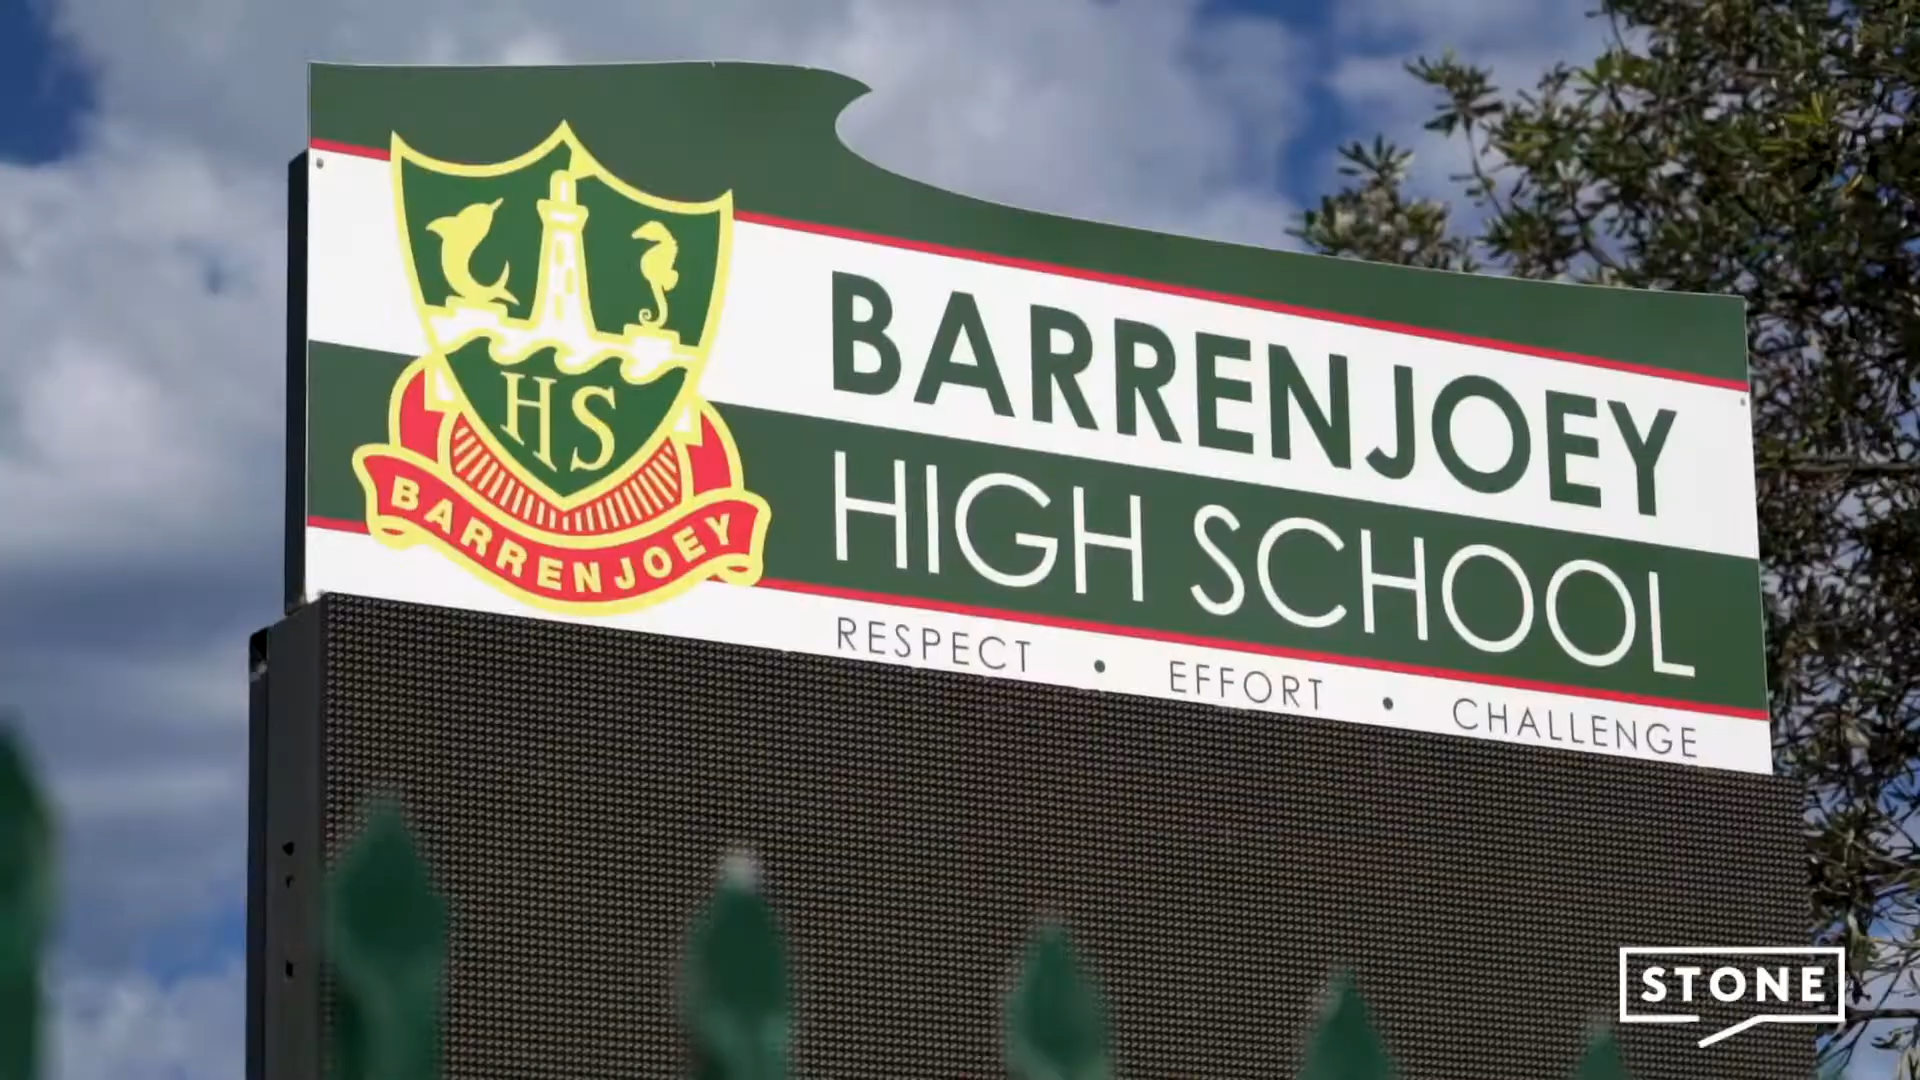 HS
BARRENJOEY
BARRENJOEY
HIGH SCHOOL
RESPECT • EFFORT • CHALLENGE
STONE